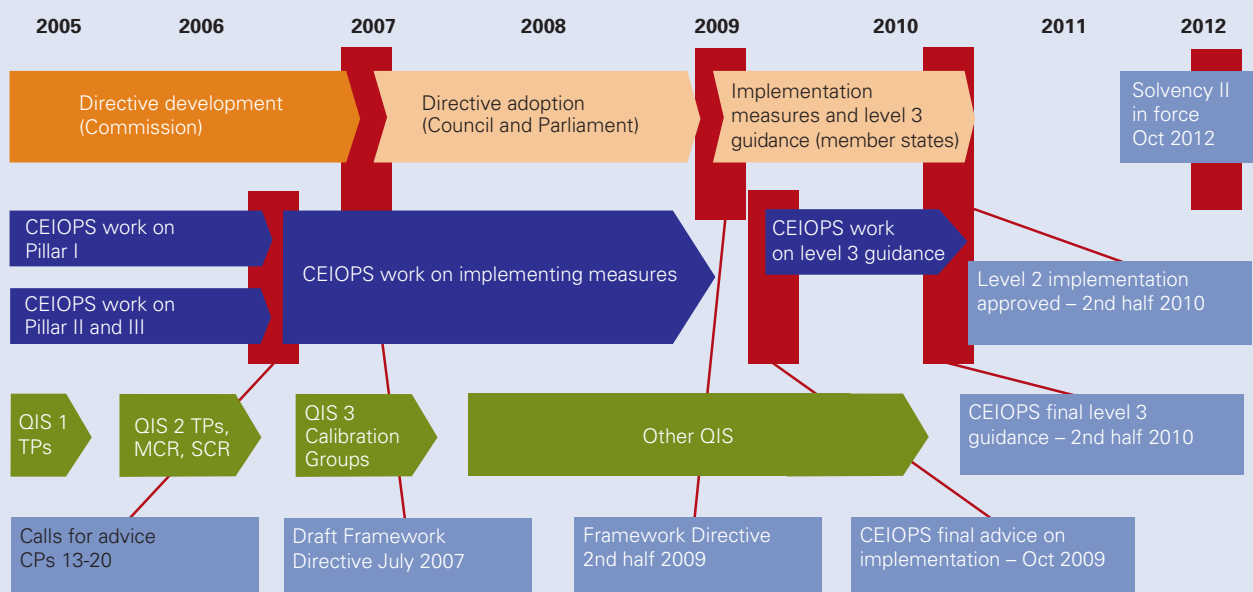 2005 2006 2007 2008 2009 2010 2011 2012
Directive development
(Commission)
Directive adoption
(Council and Parliament)
Implementation
measures and level 3
guidance (member states)
Solvency II
in force
Oct 2012
CEIOPS work on
Pillar I
CEIOPS work on
Pillar II and III
CEIOPS work on implementing measures
CEIOPS work
on level 3 guidance
Level 2 implementation
approved – 2nd half 2010
QIS 1
TPs
QIS 2 TPs,
MCR, SCR
QIS 3
Calibration
Groups
Other QIS
CEIOPS final level 3
guidance – 2nd half 2010
Calls for advice
CPs 13-20
Draft Framework
Directive July 2007
Framework Directive
2nd half 2009
CEIOPS final advice on
implementation – Oct 2009